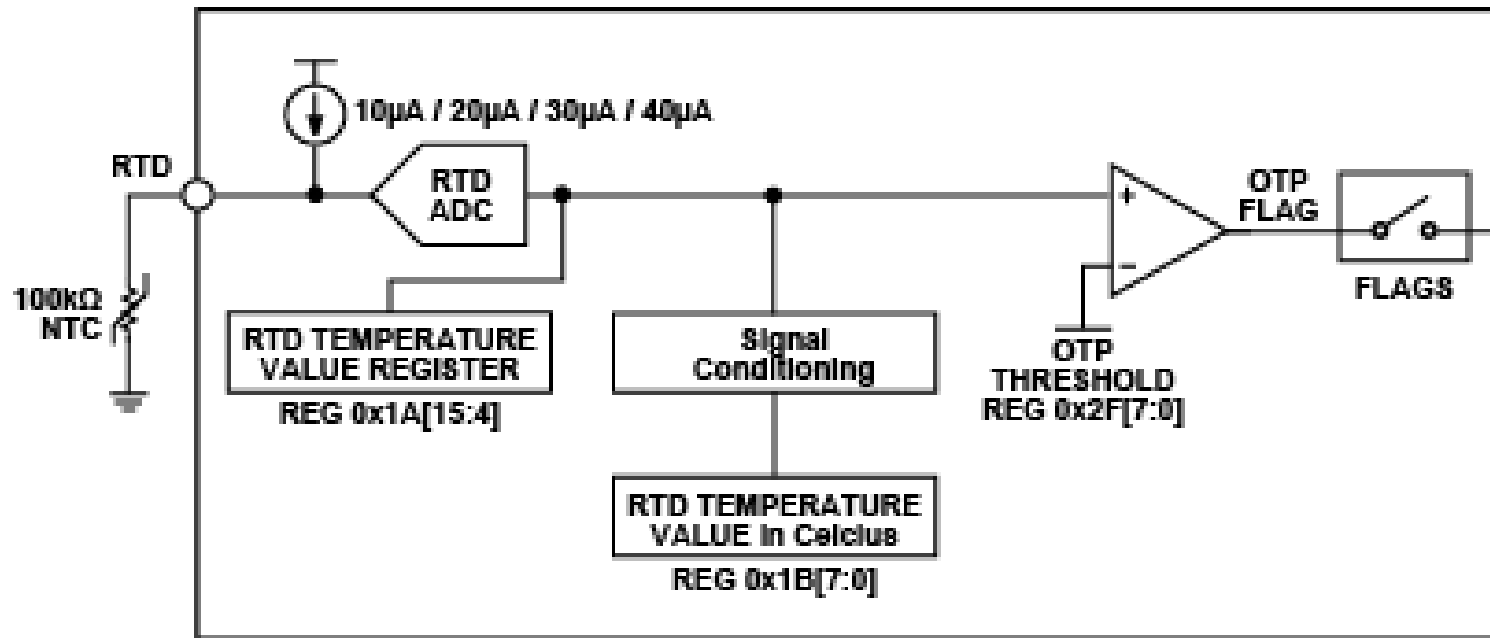 10µA / 20µA / 30µA / 40µA
RTD
RTD
ADC
+
−
OTP
FLAG
FLAGS
100kΩ
NTC
RTD TEMPERATURE
VALUE REGISTER
REG 0x1A[15:4]
Signal
Conditioning
OTP
THRESHOLD
REG 0x2F[7:0]
RTD TEMPERATURE
VALUE in Celcius
REG 0x1B[7:0]